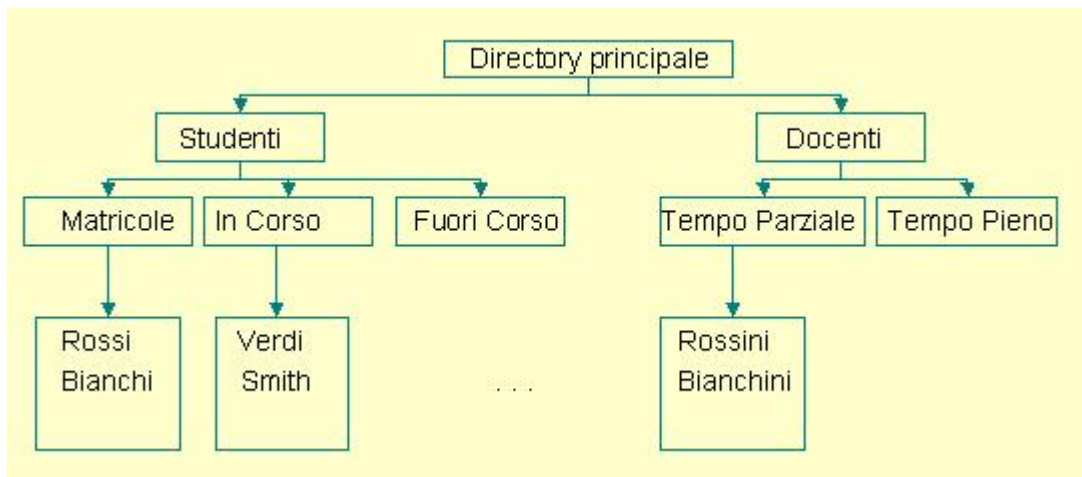 Directory principale
Studenti
Docenti
Matricole
In Corso
Fuori Corso
Tempo Parziale
Tempo Pieno
Rossi
Bianchi
Verdi
Smith
. . .
Rossini
Bianchini